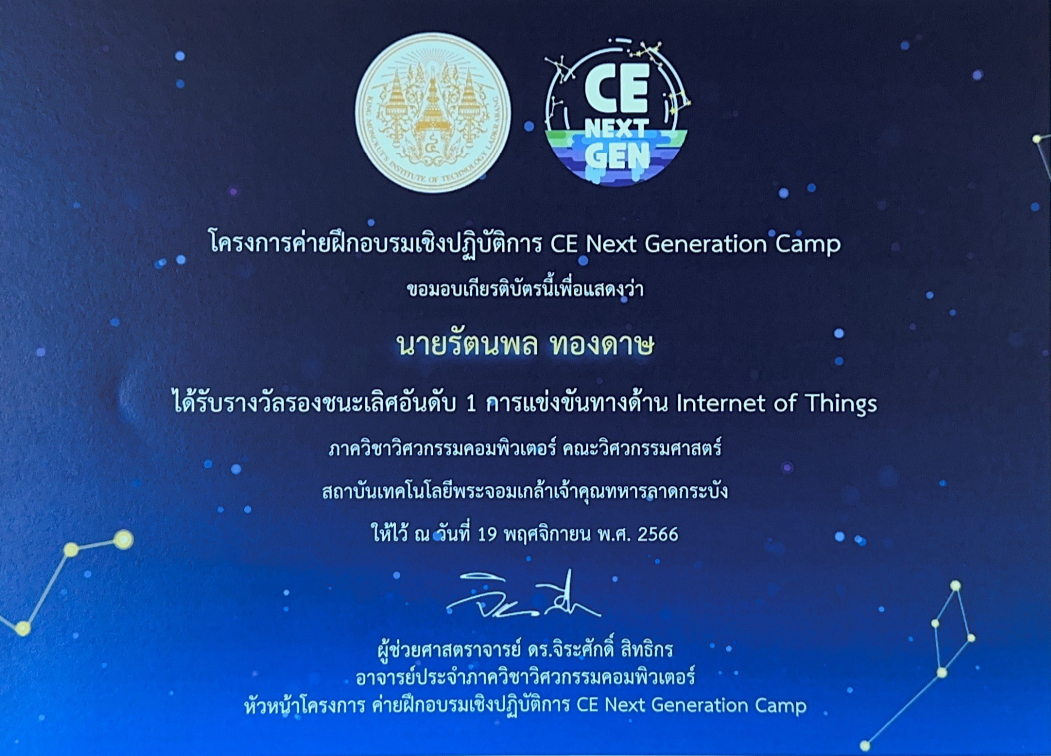 KING MONGKUT'S INSTITUTE OF TECHNOLOGY LADKRABANG
CE
NEXT
GEN
โครงการค่ายฝึกอบรมเชิงปฏิบัติการ CE Next Generation Camp
ขอมอบเกียรติบัตรนี้เพื่อแสดงว่า
นายรัตนพล ทองดาษ
ได้รับรางวัลรองชนะเลิศอันดับ 1 การแข่งขันทางด้าน Internet of Things
ภาควิชาวิศวกรรมคอมพิวเตอร์ คณะวิศวกรรมศาสตร์
สถาบันเทคโนโลยีพระจอมเกล้าเจ้าคุณทหารลาดกระบัง
ให้ไว้ ณ วันที่ 19 พฤศจิกายน พ.ศ. 2566
ผู้ช่วยศาสตราจารย์ ดร.จิระศักดิ์ สิทธิกร
อาจารย์ประจำภาควิชาวิศวกรรมคอมพิวเตอร์
หัวหน้าโครงการ ค่ายฝึกอบรมเชิงปฏิบัติการ CE Next Generation Camp